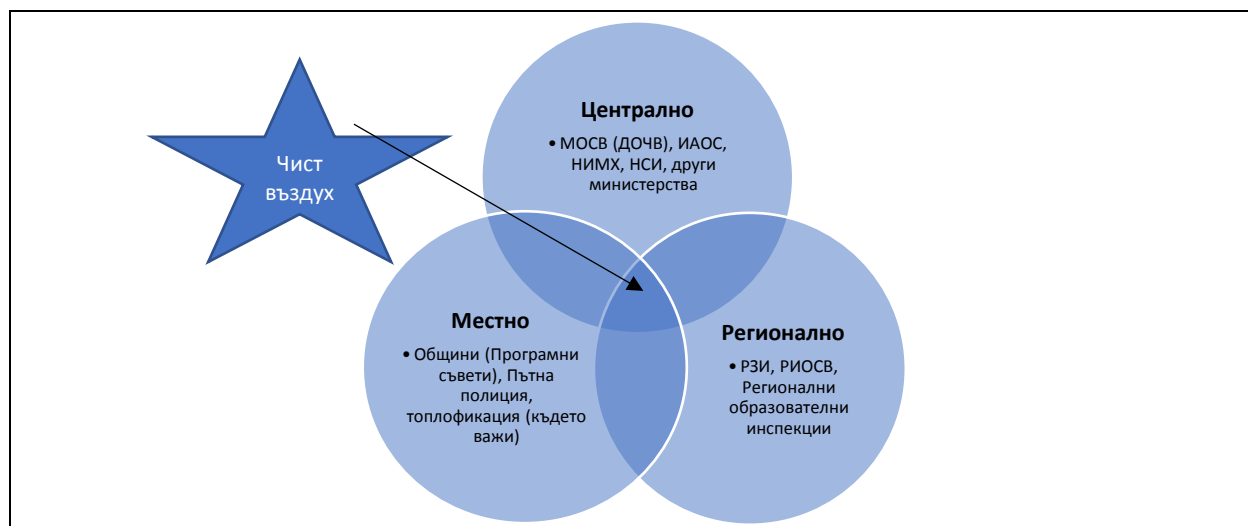 Чист
въздух
Централно
• МОСВ (ДОЧВ), ИАОС,
НИМХ, НСИ, други
министерства
Местно
• Общини (Програмни
съвети), Пътна
полиция,
топлофикация (където
важи)
Регионално
• РЗИ, РИОСВ,
Регионални
образователни
инспекции